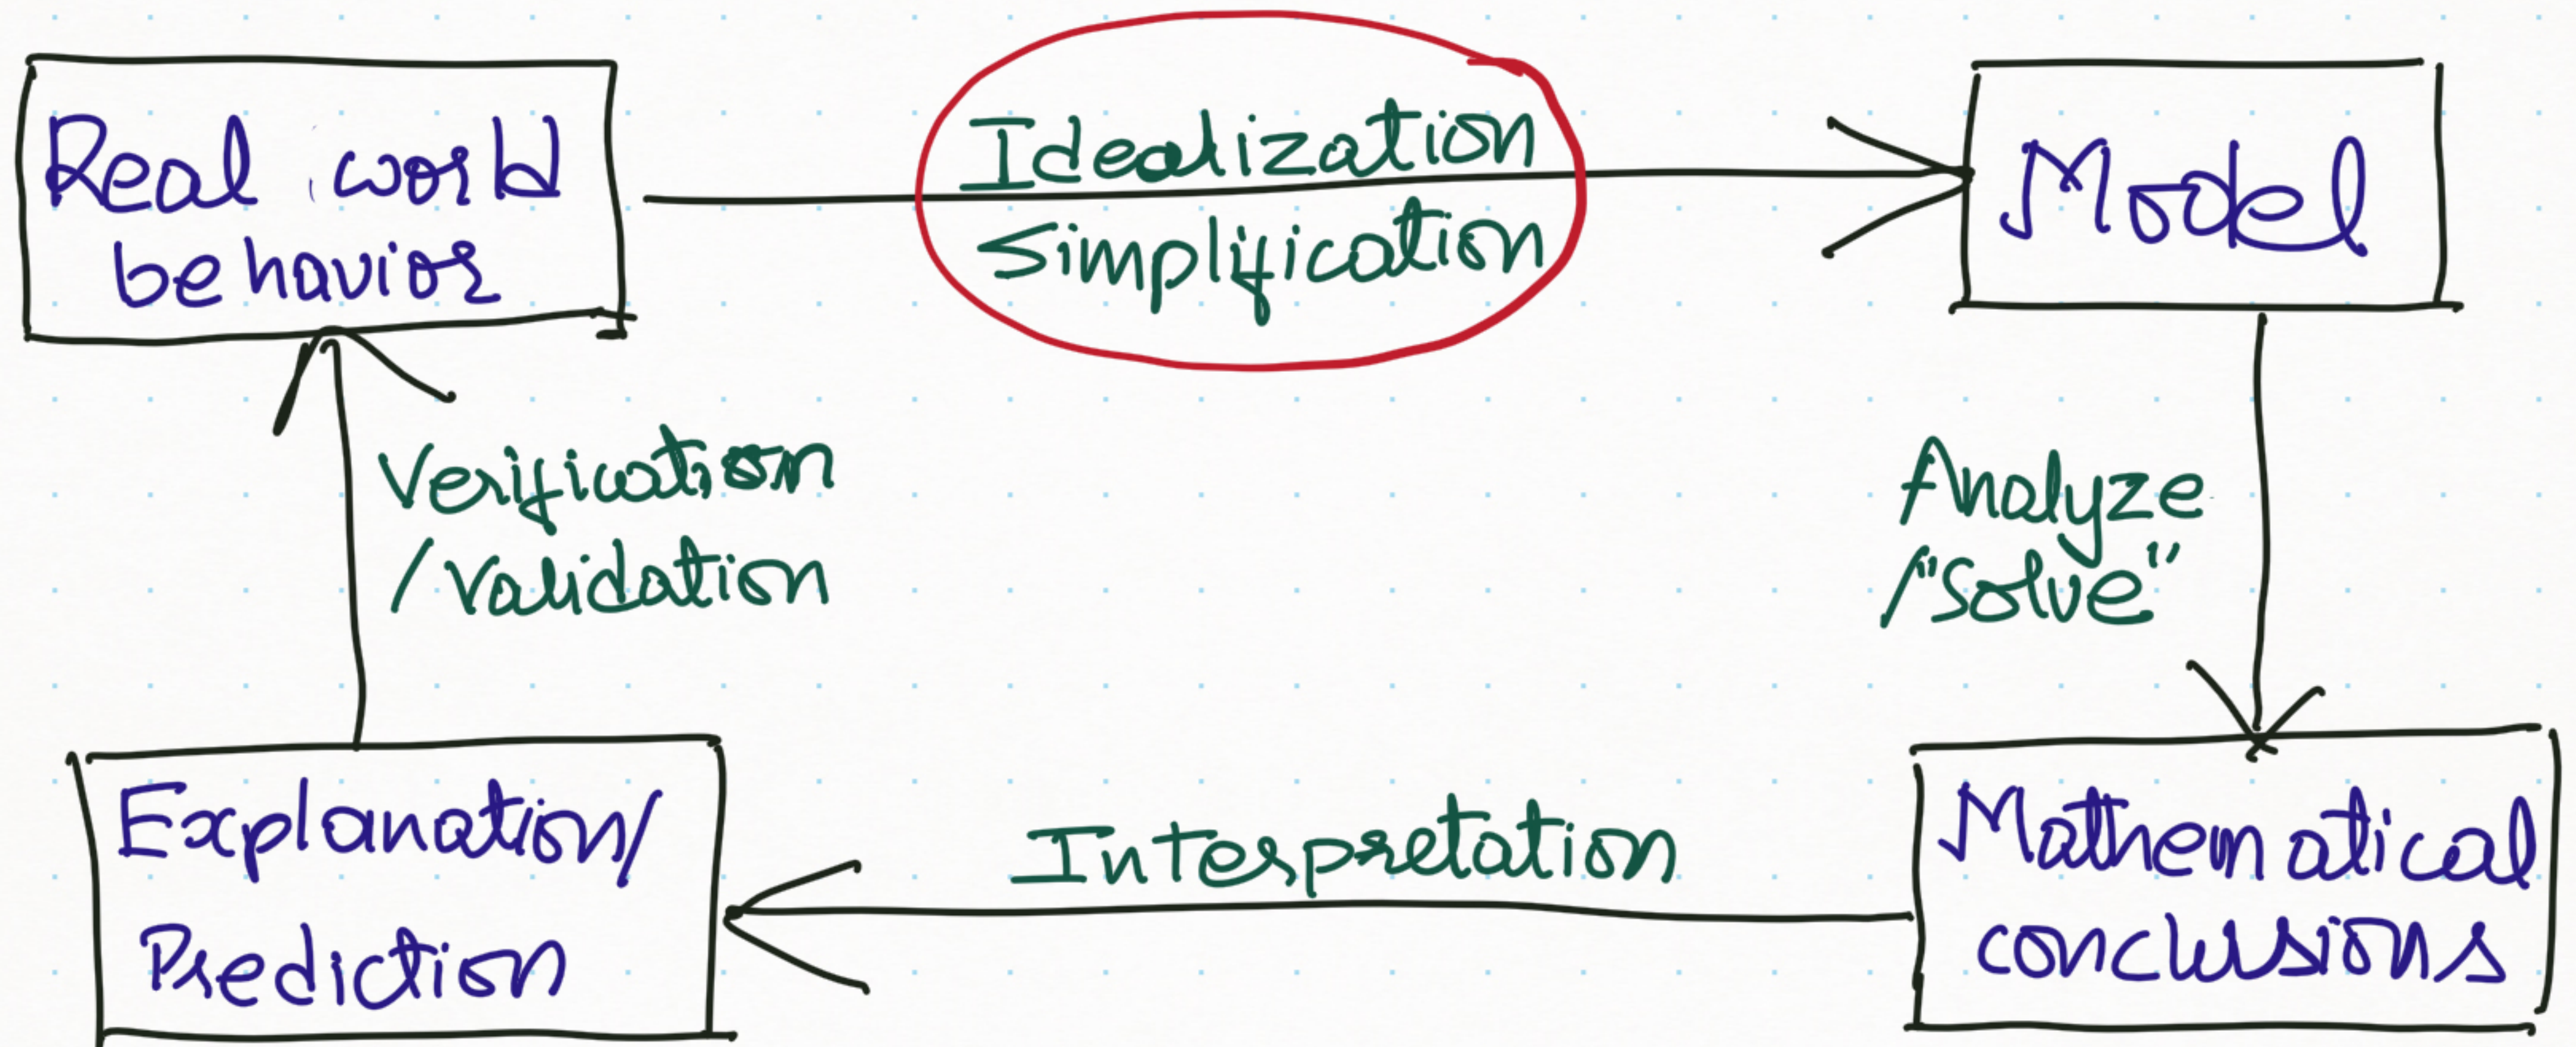 Real world
behavior
Idealization
Simplification
Model
Verification
/ Validation
Analyze
/"Solve"
Explanation/
Prediction
Interpretation
Mathematical
conclusions